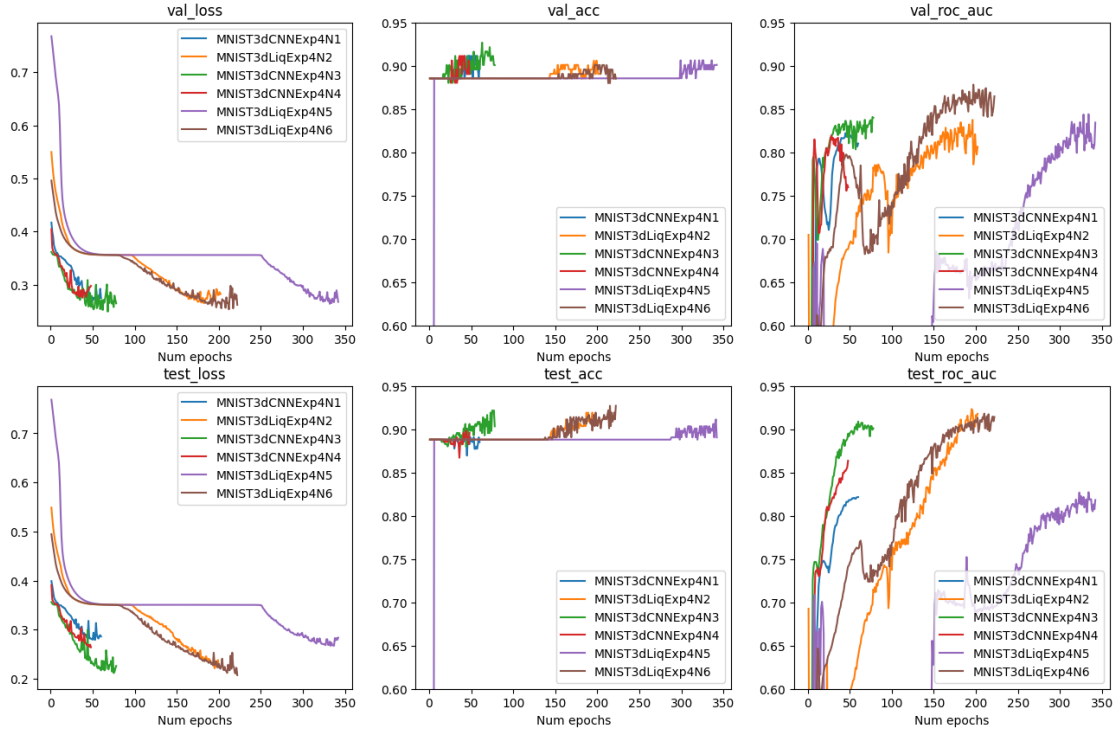 val_loss
0.7
0.6
0.5
0.4
0.3
MNIST3dCNNExp4N1
MNIST3dLiqExp4N2
MNIST3dCNNExp4N3
MNIST3dCNNExp4N4
MNIST3dLiqExp4N5
MNIST3dLiqExp4N6
0 50 100 150 200 250 300 350
Num epochs
val_acc
0.95
0.90
0.85
0.80
0.75
0.70
0.65
0.60
MNIST3dCNNExp4N1
MNIST3dLiqExp4N2
MNIST3dCNNExp4N3
MNIST3dCNNExp4N4
MNIST3dLiqExp4N5
MNIST3dLiqExp4N6
0 50 100 150 200 250 300 350
Num epochs
val_roc_auc
0.95
0.90
0.85
0.80
0.75
0.70
0.65
0.60
MNIST3dCNNExp4N1
MNIST3dLiqExp4N2
MNIST3dCNNExp4N3
MNIST3dCNNExp4N4
MNIST3dLiqExp4N5
MNIST3dLiqExp4N6
0 50 100 150 200 250 300 350
Num epochs
test_loss
0.7
0.6
0.5
0.4
0.3
0.2
MNIST3dCNNExp4N1
MNIST3dLiqExp4N2
MNIST3dCNNExp4N3
MNIST3dCNNExp4N4
MNIST3dLiqExp4N5
MNIST3dLiqExp4N6
0 50 100 150 200 250 300 350
Num epochs
test_acc
0.95
0.90
0.85
0.80
0.75
0.70
0.65
0.60
MNIST3dCNNExp4N1
MNIST3dLiqExp4N2
MNIST3dCNNExp4N3
MNIST3dCNNExp4N4
MNIST3dLiqExp4N5
MNIST3dLiqExp4N6
0 50 100 150 200 250 300 350
Num epochs
test_roc_auc
0.95
0.90
0.85
0.80
0.75
0.70
0.65
0.60
MNIST3dCNNExp4N1
MNIST3dLiqExp4N2
MNIST3dCNNExp4N3
MNIST3dCNNExp4N4
MNIST3dLiqExp4N5
MNIST3dLiqExp4N6
0 50 100 150 200 250 300 350
Num epochs